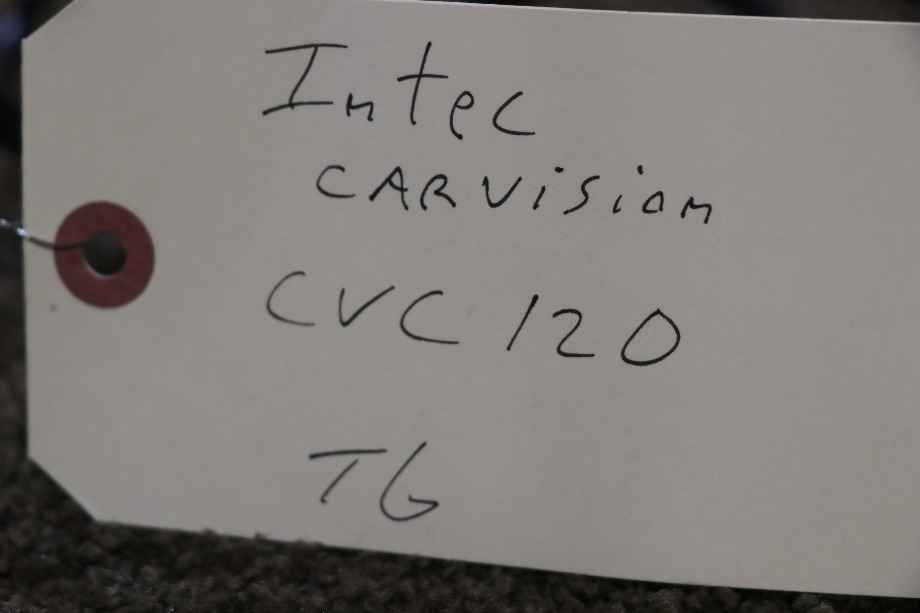 Intec
CARVision
CVC 120
TG